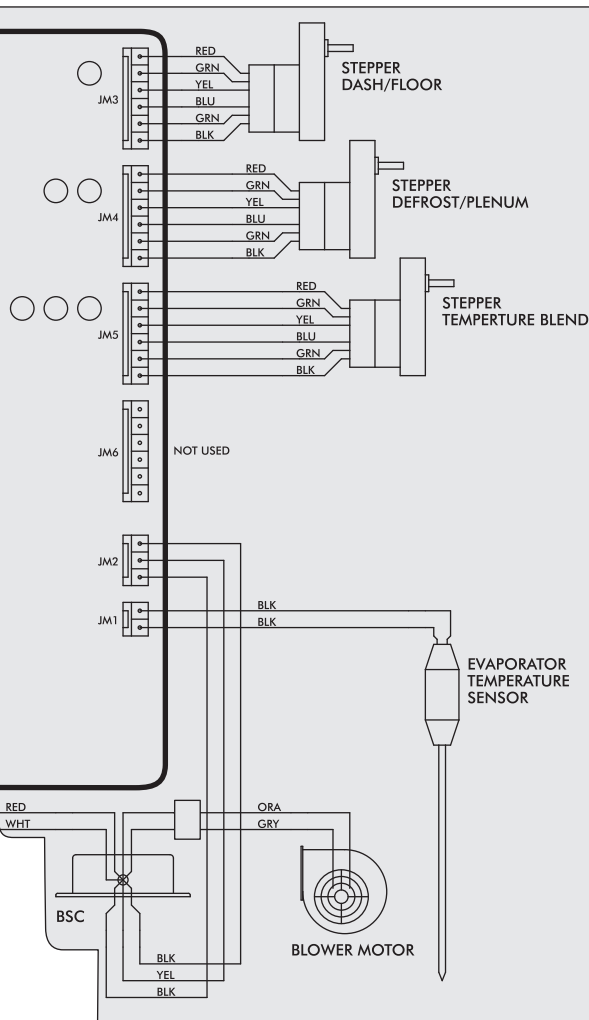 RED
GRN
YEL
BLU
GRN
BLK
JM3
STEPPER
DASH/FLOOR
RED
GRN
YEL
BLU
GRN
BLK
JM4
STEPPER
DEFROST/PLENUM
RED
GRN
YEL
BLU
GRN
BLK
JM5
STEPPER
TEMPERTURE BLEND
JM6
NOT USED
JM2
JM1
BLK
BLK
EVAPORATOR
TEMPERATURE
SENSOR
RED
WHT
ORA
GRY
BSC
BLOWER MOTOR
BLK
YEL
BLK